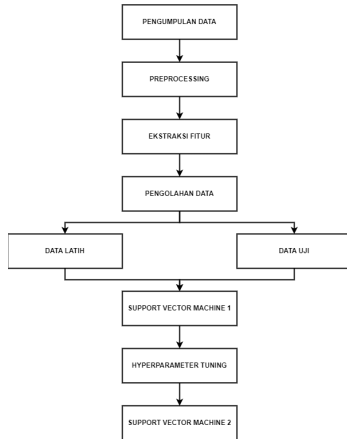 PENGUMPULAN DATA
PREPROCESSING
EKSTRAKSI FITUR
PENGOLAHAN DATA
DATA LATIH
DATA UJI
SUPPORT VECTOR MACHINE 1
HYPERPARAMETER TUNING
SUPPORT VECTOR MACHINE 2